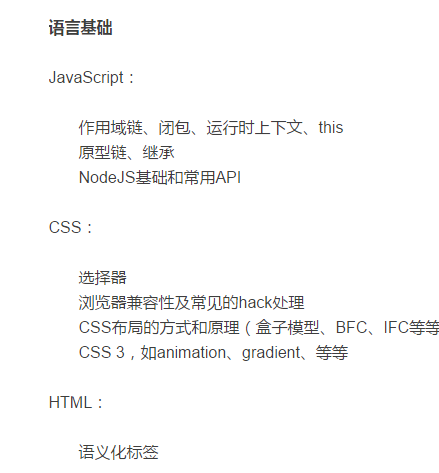 语言基础
JavaScript：
作用域链、闭包、运行时上下文、this
原型链、继承
NodeJS基础和常用API
CSS：
选择器
浏览器兼容性及常见的hack处理
CSS布局的方式和原理（盒子模型、BFC、IFC等等
CSS 3，如animation、gradient、等等
HTML：
语义化标签